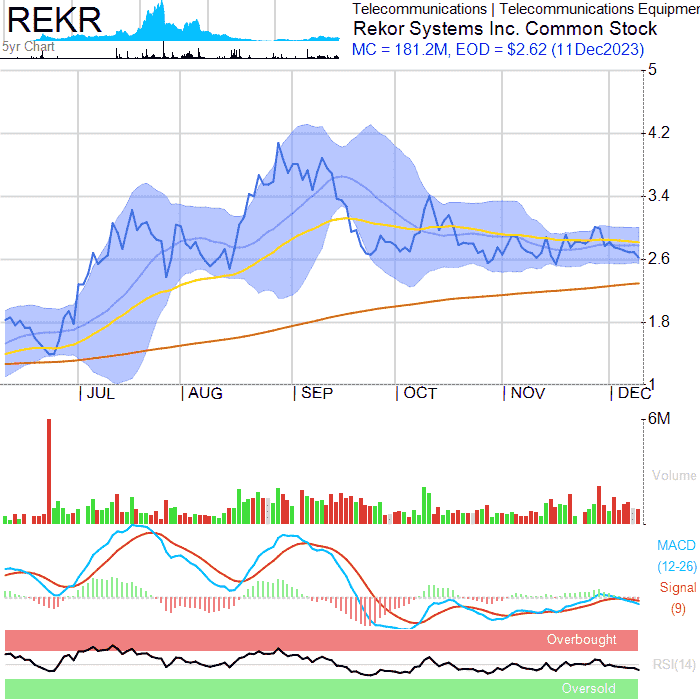 REKR
Telecommunications | Telecommunications Equipmen
Rekor Systems Inc. Common Stock
5yr Chart
MC = 181.2M, EOD = $2.62 (11Dec2023)
5
4.2
3.4
2.6
1.8
1
| JUL | AUG | SEP | OCT | NOV | DEC
6M
Volume
MACD
(12-26)
Signal
(9)
Overbought
RSI(14)
Oversold